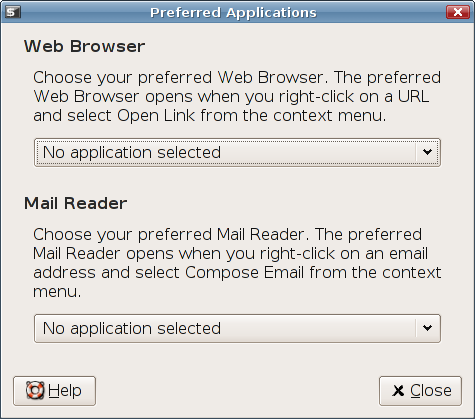 Preferred Applications
Web Browser
Choose your preferred Web Browser. The preferred
Web Browser opens when you right-click on a URL
and select Open Link from the context menu.
No application selected
Mail Reader
Choose your preferred Mail Reader. The preferred
Mail Reader opens when you right-click on an email
address and select Compose Email from the context
menu.
No application selected
Help
Close